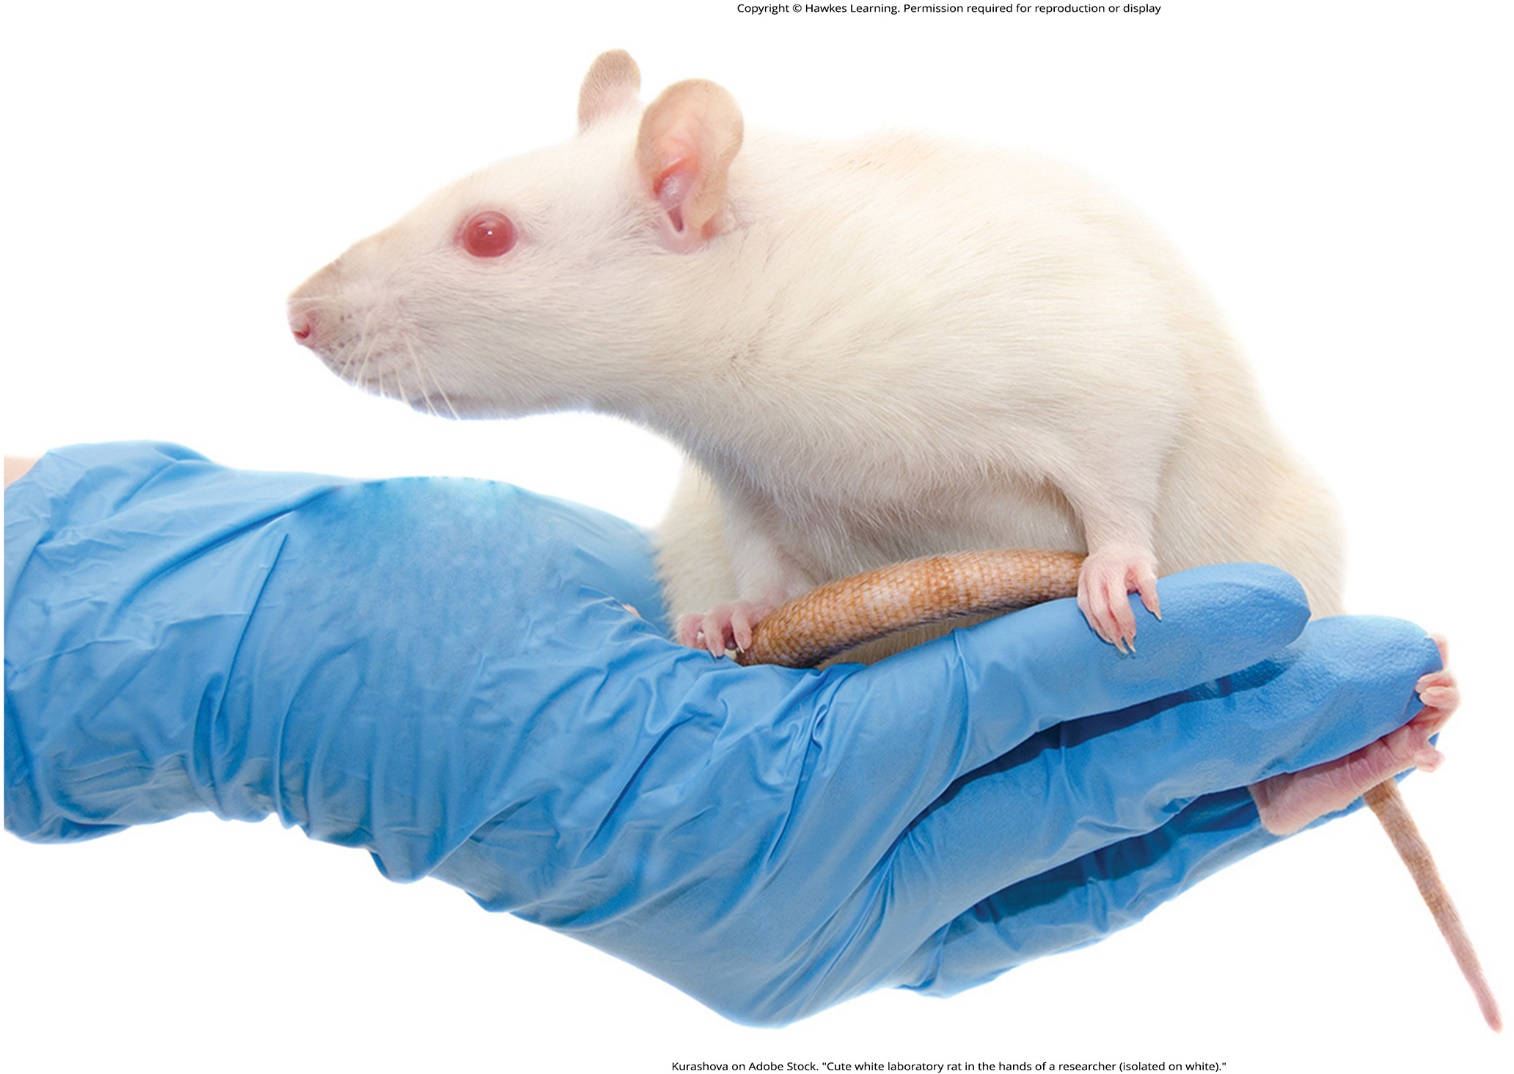 Copyright © Hawkes Learning. Permission required for reproduction or display
Kurashova on Adobe Stock. "Cute white laboratory rat in the hands of a researcher (isolated on white)."